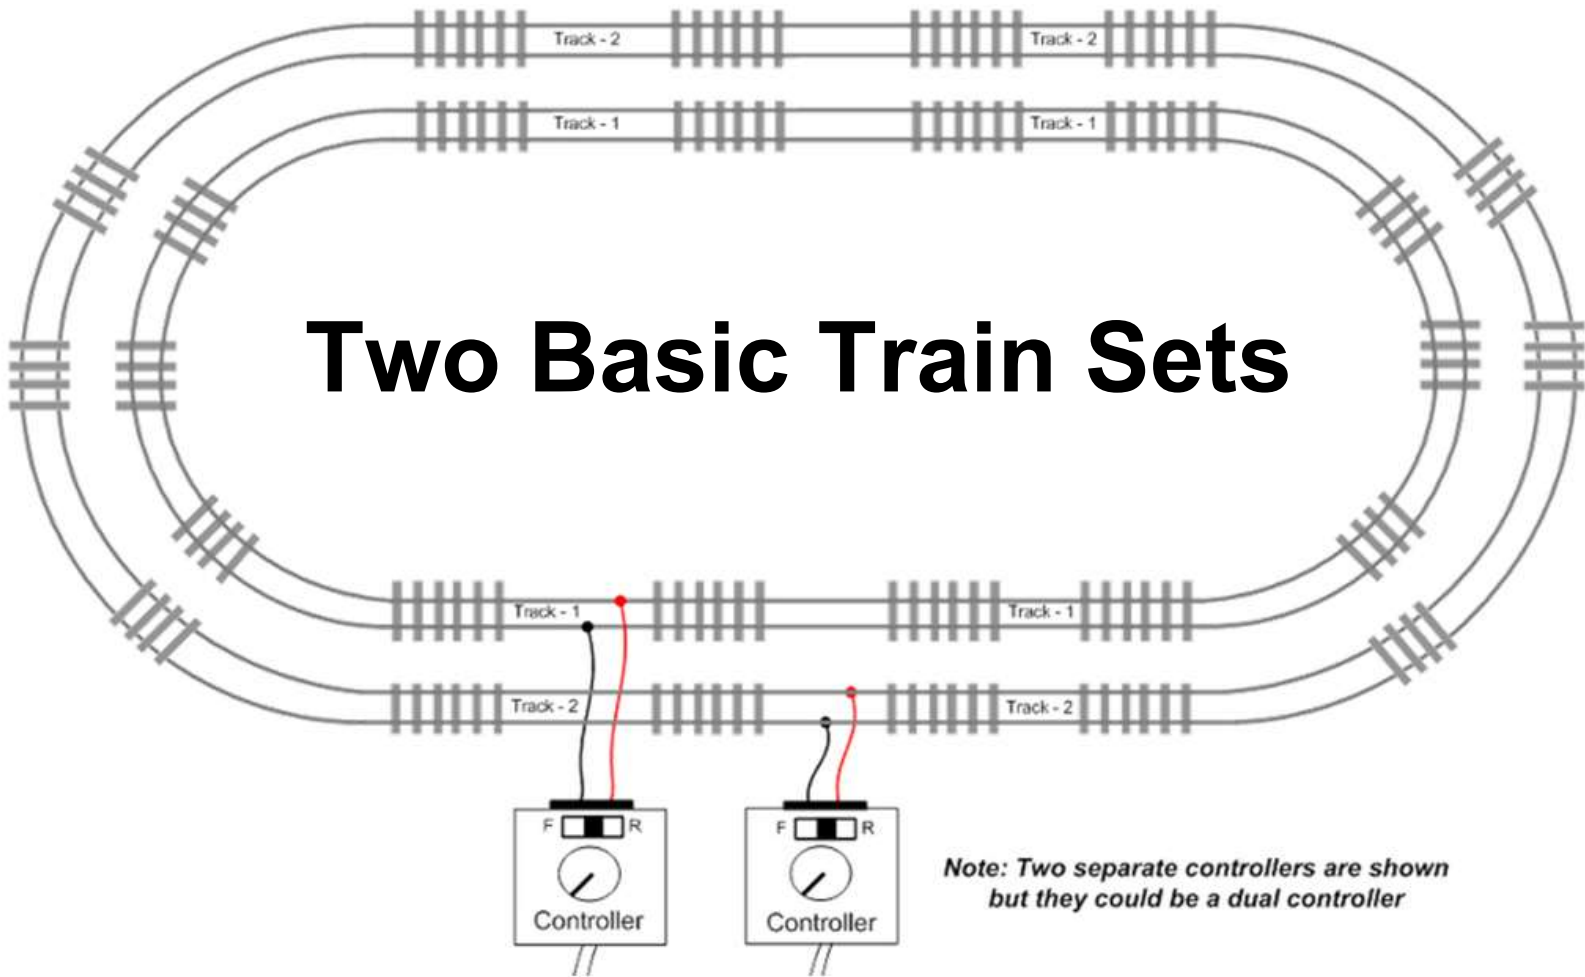 Track - 2
Track - 2
Track - 1
Track - 1
Two Basic Train Sets
Track - 1
Track - 1
Track - 2
Track - 2
F R
F R
Controller
Controller
Note: Two separate controllers are shown
but they could be a dual controller